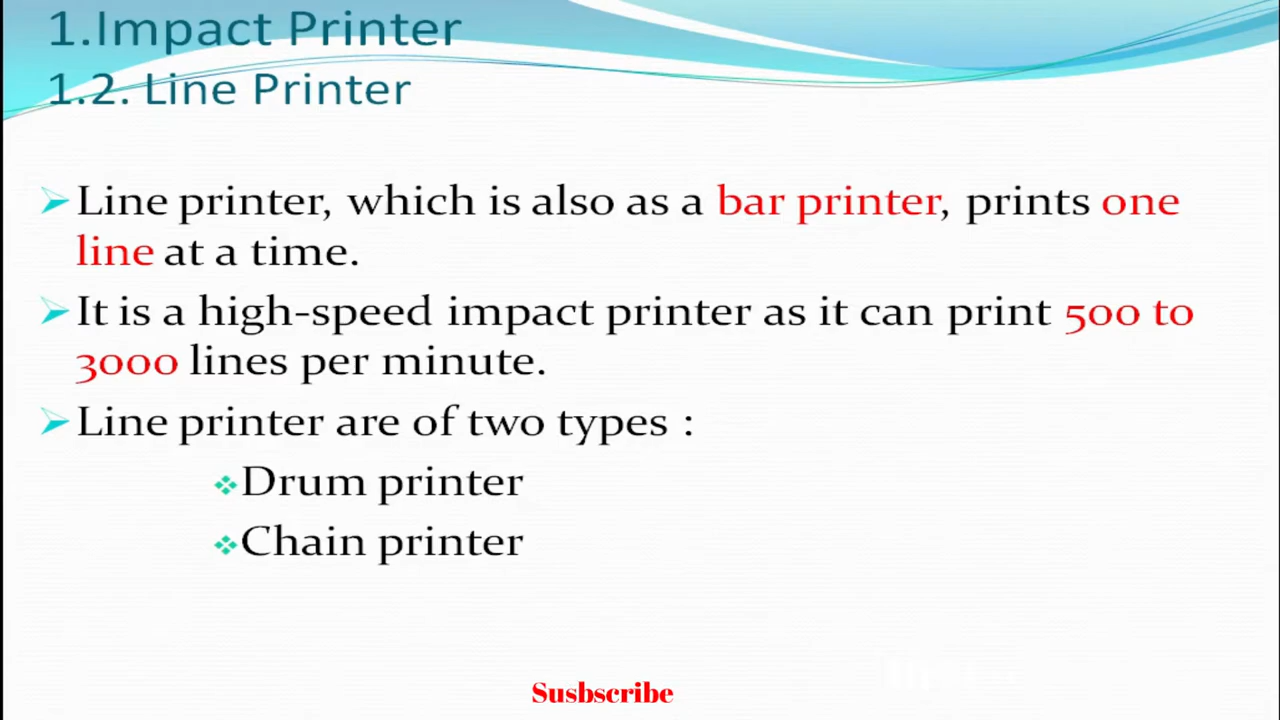 1.Impact Printer
1.2. Line Printer
Line printer, which is also as a bar printer, prints one
line at a time.
It is a high-speed impact printer as it can print 500 to
3000 lines per minute.
Line printer are of two types :
Drum printer
Chain printer
Susbscribe